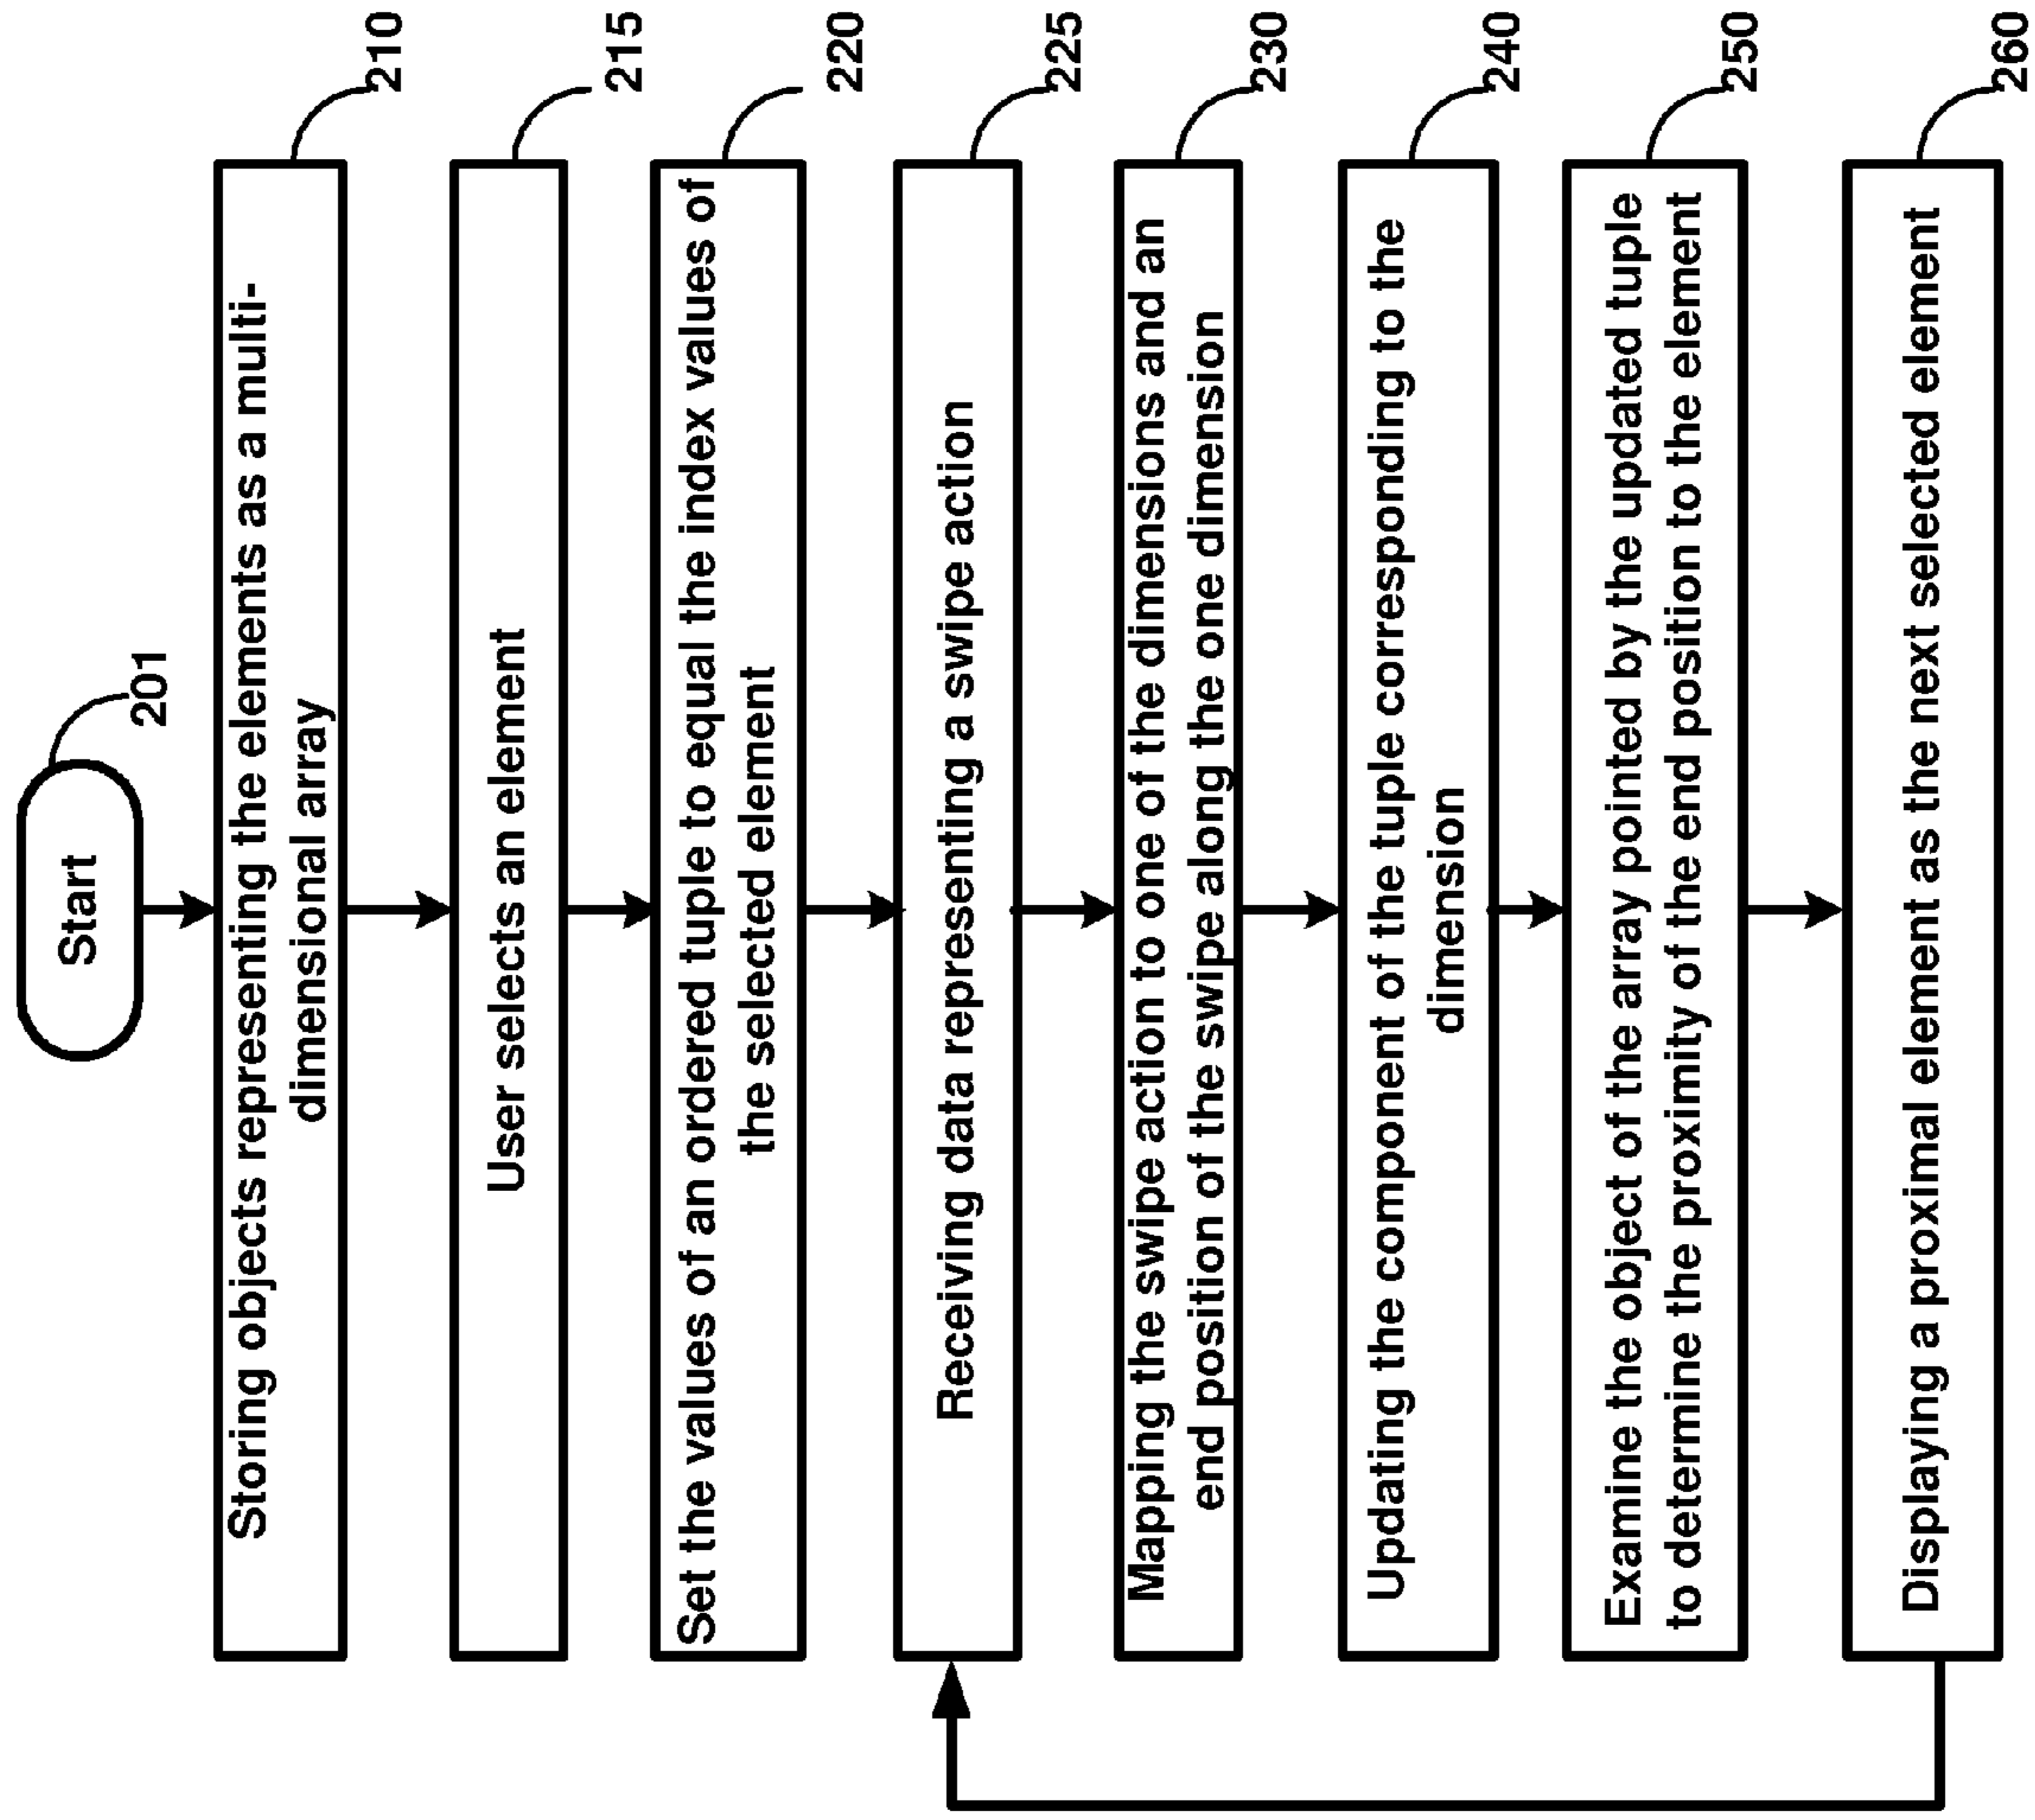 Start
201
Storing objects representing the elements as a multi-
dimensional array
210
User selects an element
215
Set the values of an ordered tuple to equal the index values of
the selected element
220
Receiving data representing a swipe action
225
Mapping the swipe action to one of the dimensions and an
end position of the swipe along the one dimension
230
Updating the component of the tuple corresponding to the
dimension
240
Examine the object of the array pointed by the updated tuple
to determine the proximity of the end position to the element
250
Displaying a proximal element as the next selected element
260